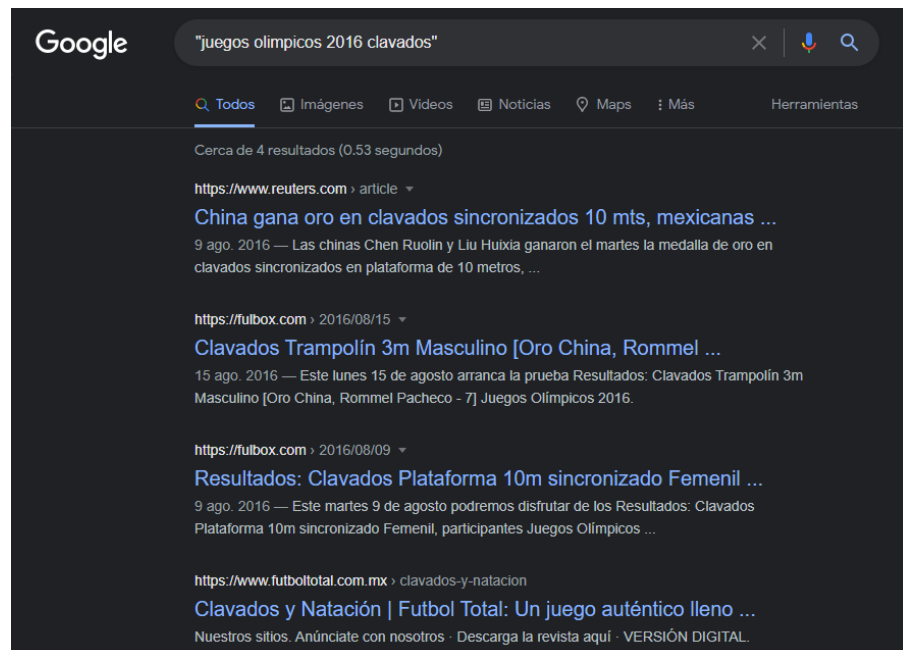 Google
"juegos olimpicos 2016 clavados"
Todos Imágenes Videos Noticias Maps Más Herramientas
Cerca de 4 resultados (0.53 segundos)
https://www.reuters.com › article
China gana oro en clavados sincronizados 10 mts, mexicanas ...
9 ago. 2016 — Las chinas Chen Ruolin y Liu Huixia ganaron el martes la medalla de oro en
clavados sincronizados en plataforma de 10 metros, ...
https://fulbox.com › 2016/08/15
Clavados Trampolín 3m Masculino [Oro China, Rommel ...
15 ago. 2016 — Este lunes 15 de agosto arranca la prueba Resultados: Clavados Trampolín 3m
Masculino [Oro China, Rommel Pacheco - 7] Juegos Olímpicos 2016.
https://fulbox.com › 2016/08/09
Resultados: Clavados Plataforma 10m sincronizado Femenil ...
9 ago. 2016 — Este martes 9 de agosto podremos disfrutar de los Resultados: Clavados
Plataforma 10m sincronizado Femenil, participantes Juegos Olímpicos ...
https://www.futboltotal.com.mx › clavados-y-natacion
Clavados y Natación | Futbol Total: Un juego auténtico lleno ...
Nuestros sitios. Anúnciate con nosotros · Descarga la revista aquí · VERSIÓN DIGITAL.